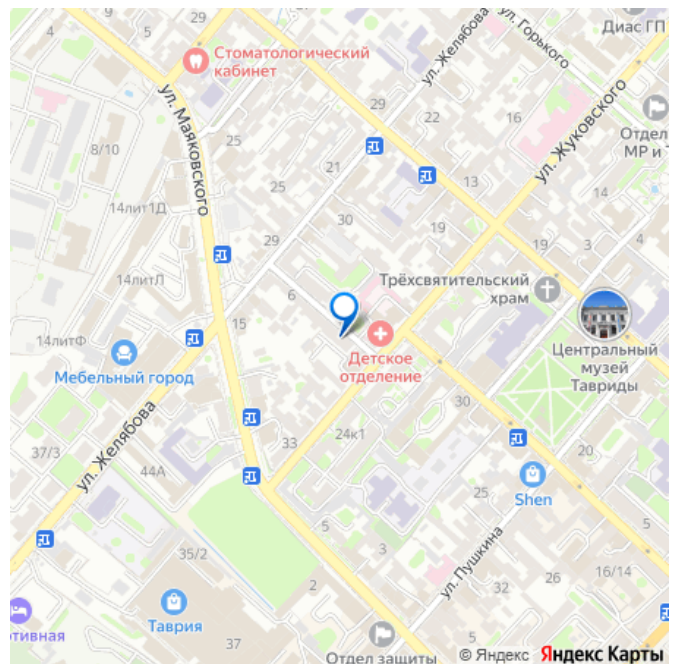 4
29
ул. Горького
Диас ГП
Стоматологический
кабинет
ул. Желябова
ул. Маяковского
29
22
16
ул. Жуковского
Отдел
МР и
8/10
25
21
25
13
14
14лит1Д
30
19
19
3
4
29
14литЛ
6
Трёхсвятительский
храм
14литФ
15
Детское
отделение
Центральный
музей
Тавриды
Мебельный город
ул. Желябова
30
33
24к1
20
37/3
44А
25
Shen
35/2
5
3
5
ул. Пушкина
2
32
26
16/14
Таврия
тивная
37
Отдел защиты
© Яндекс Яндекс Карты